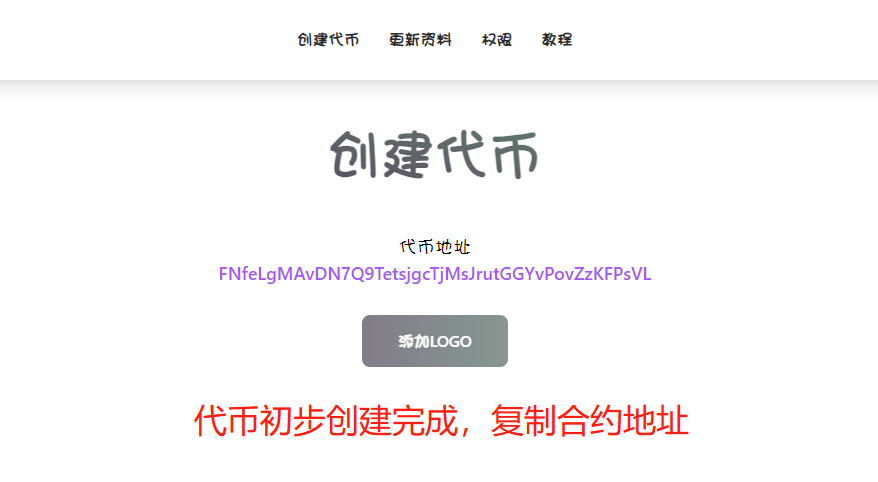 创建代币 更新资料 权限 教程
创建代币
代币地址
FNfeLgMAvDN7Q9TetsjgcTjMsJrutGGYvPovZzKFPsVL
添加LOGO
代币初步创建完成，复制合约地址